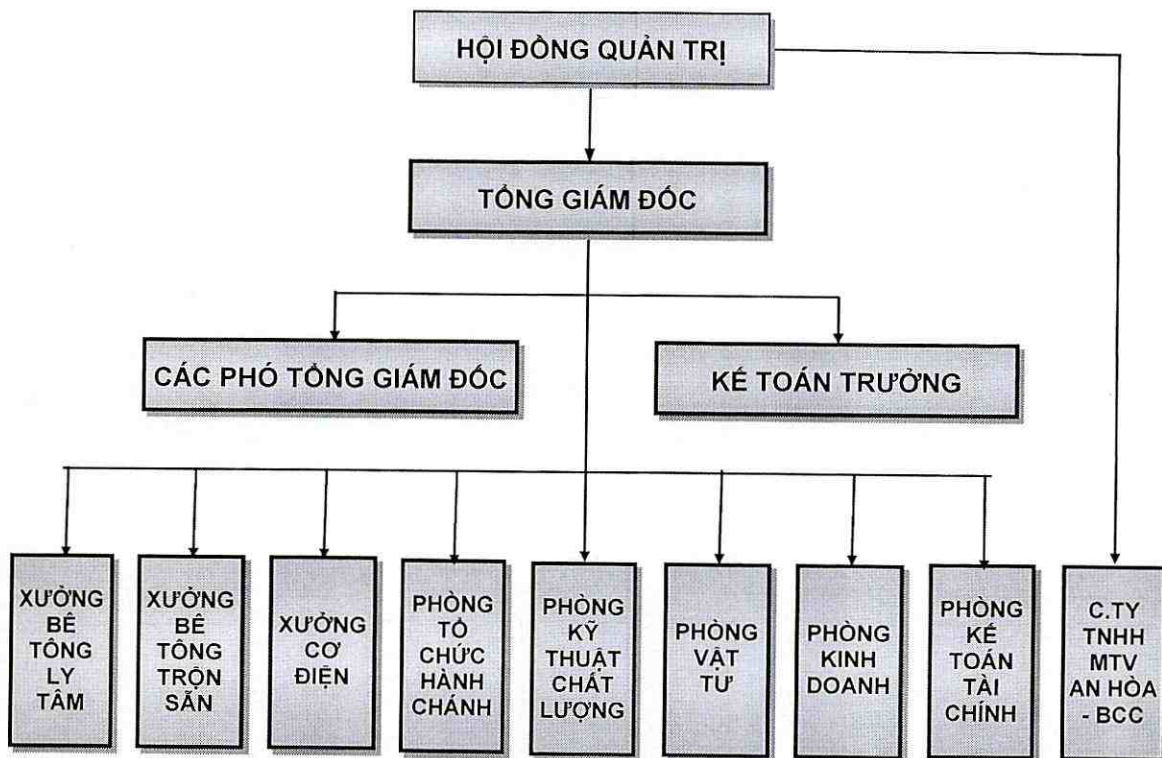 HỘI ĐỒNG QUẢN TRỊ
TỔNG GIÁM ĐỐC
CÁC PHÓ TỔNG GIÁM ĐỐC
KẾ TOÁN TRƯỞNG
XƯỞNG
BÊ
TÔNG
LY
TÂM
XƯỞNG
BÊ
TÔNG
TRỘN
SẴN
XƯỞNG
CƠ
ĐIỆN
PHÒNG
TỔ
CHỨC
HÀNH
CHÁNH
PHÒNG
KỸ
THUẬT
CHẤT
LƯỢNG
PHÒNG
VẬT
TƯ
PHÒNG
KINH
DOANH
PHÒNG
KẾ
TOÁN
TÀI
CHÍNH
C.TY
TNHH
MTV
AN HÒA
- BCC